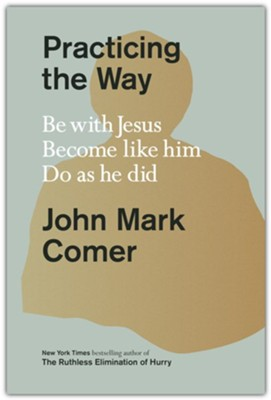 Practicing
the Way
Be with Jesus
Become like him
Do as he did
John Mark
Comer
New York Times bestselling author of
The Ruthless Elimination of Hurry